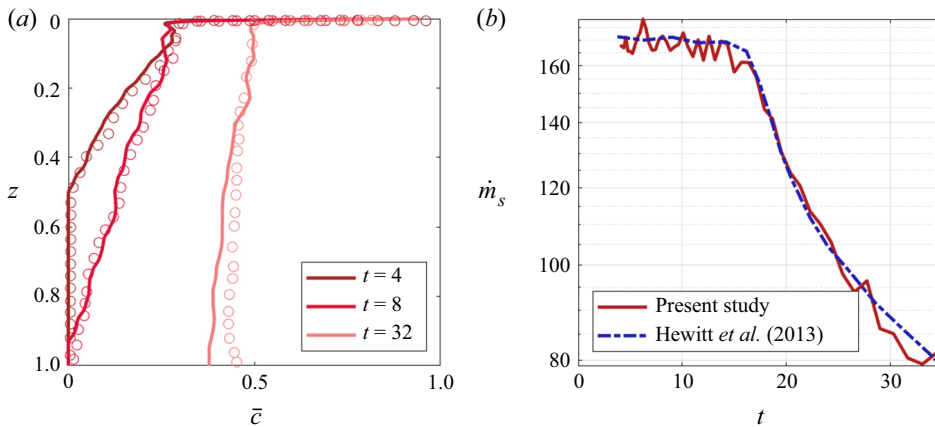 (a)
0
0.2
0.4
z
0.6
0.8
1.0
t = 4
t = 8
t = 32
0 0.5 1.0
c̄
(b)
160
140
ṁs
120
100
80
Present study
Hewitt et al. (2013)
0 10 20 30
t